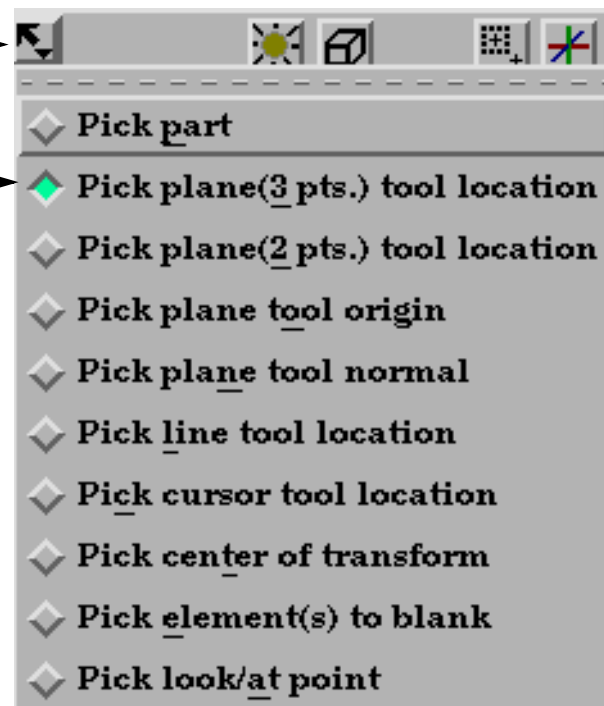 Pick part
Pick plane(3 pts.) tool location
Pick plane(2 pts.) tool location
Pick plane tool origin
Pick plane tool normal
Pick line tool location
Pick cursor tool location
Pick center of transform
Pick element(s) to blank
Pick look/at point